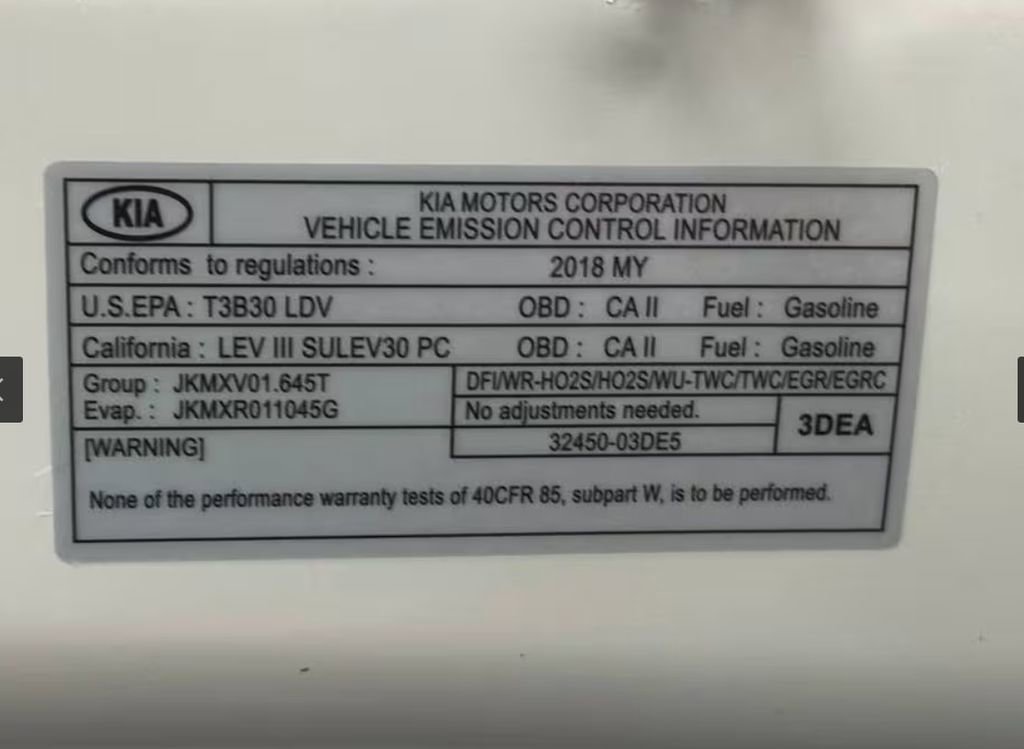 KIA
KIA MOTORS CORPORATION
VEHICLE EMISSION CONTROL INFORMATION
Conforms to regulations : 2018 MY
U.S.EPA : T3B30 LDV OBD : CA II Fuel : Gasoline
California : LEV III SULEV30 PC OBD : CA II Fuel : Gasoline
Group : JKMXV01.645T
Evap. : JKMXR011045G
DFI/WR-HO2S/HO2S/WU-TWC/TWC/EGR/EGRC
No adjustments needed.
32450-03DE5
3DEA
[WARNING]
None of the performance warranty tests of 40CFR 85, subpart W, is to be performed.